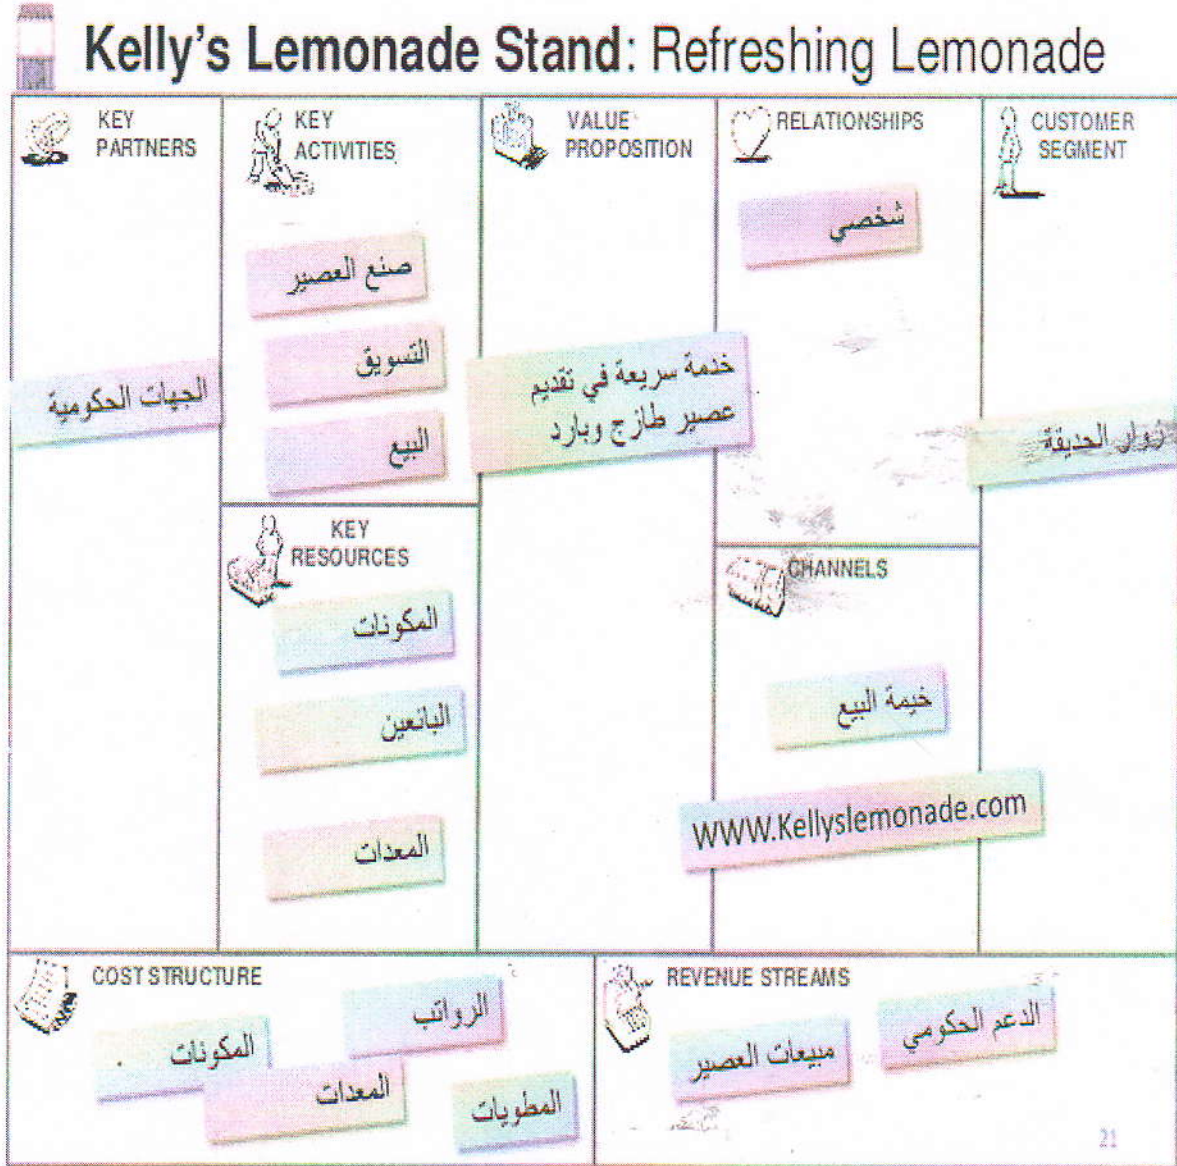 Kelly's Lemonade Stand: Refreshing Lemonade
KEY
PARTNERS
الجهات الحكومية
KEY
ACTIVITIES
صنع العصير
التسويق
البيع
KEY
RESOURCES
المكونات
البائعين
المعدات
VALUE
PROPOSITION
خدمة سريعة في تقديم
عصير طازج وبارد
RELATIONSHIPS
شخصي
CHANNELS
خيمة البيع
WWW.Kellyslemonade.com
CUSTOMER
SEGMENT
زوار الحديقة
COST STRUCTURE
الرواتب
المكونات
المعدات
المطويات
REVENUE STREAMS
الدعم الحكومي
مبيعات العصير
21